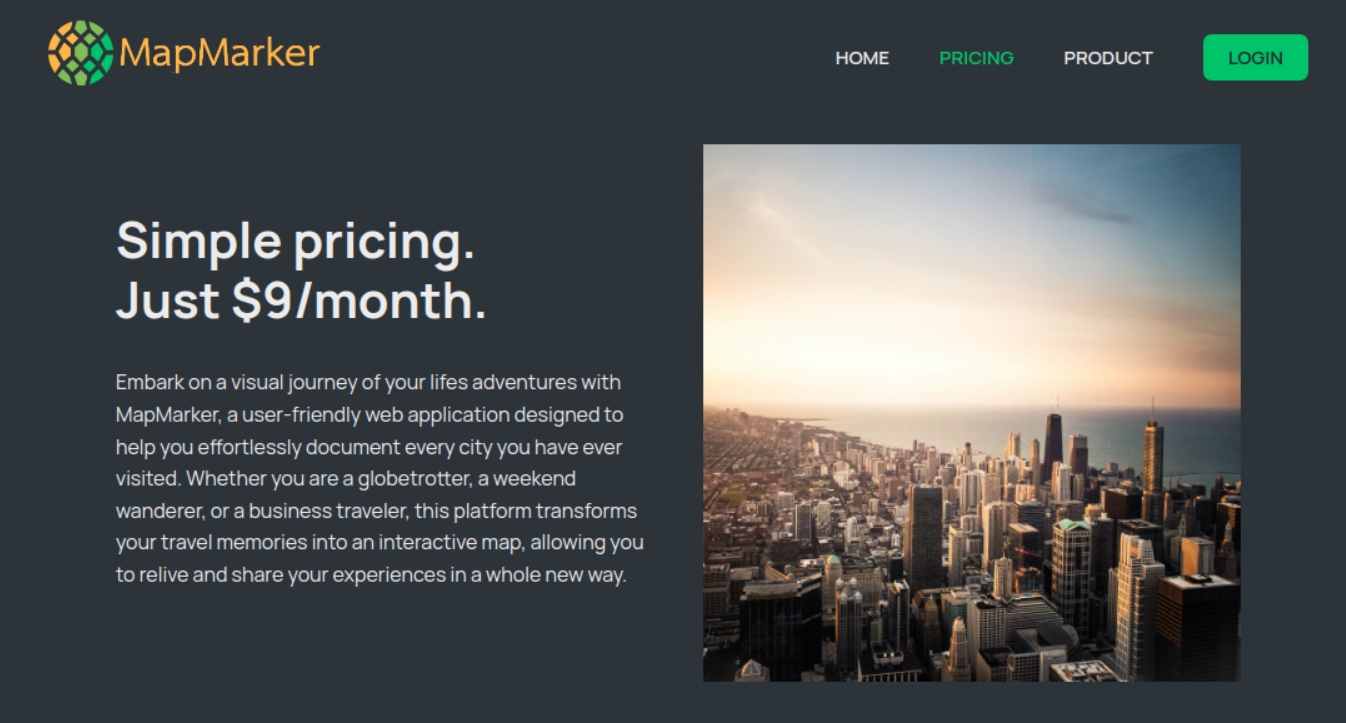 MapMarker
HOME
PRICING
PRODUCT
LOGIN
Simple pricing.
Just $9/month.
Embark on a visual journey of your lifes adventures with
MapMarker, a user-friendly web application designed to
help you effortlessly document every city you have ever
visited. Whether you are a globetrotter, a weekend
wanderer, or a business traveler, this platform transforms
your travel memories into an interactive map, allowing you
to relive and share your experiences in a whole new way.